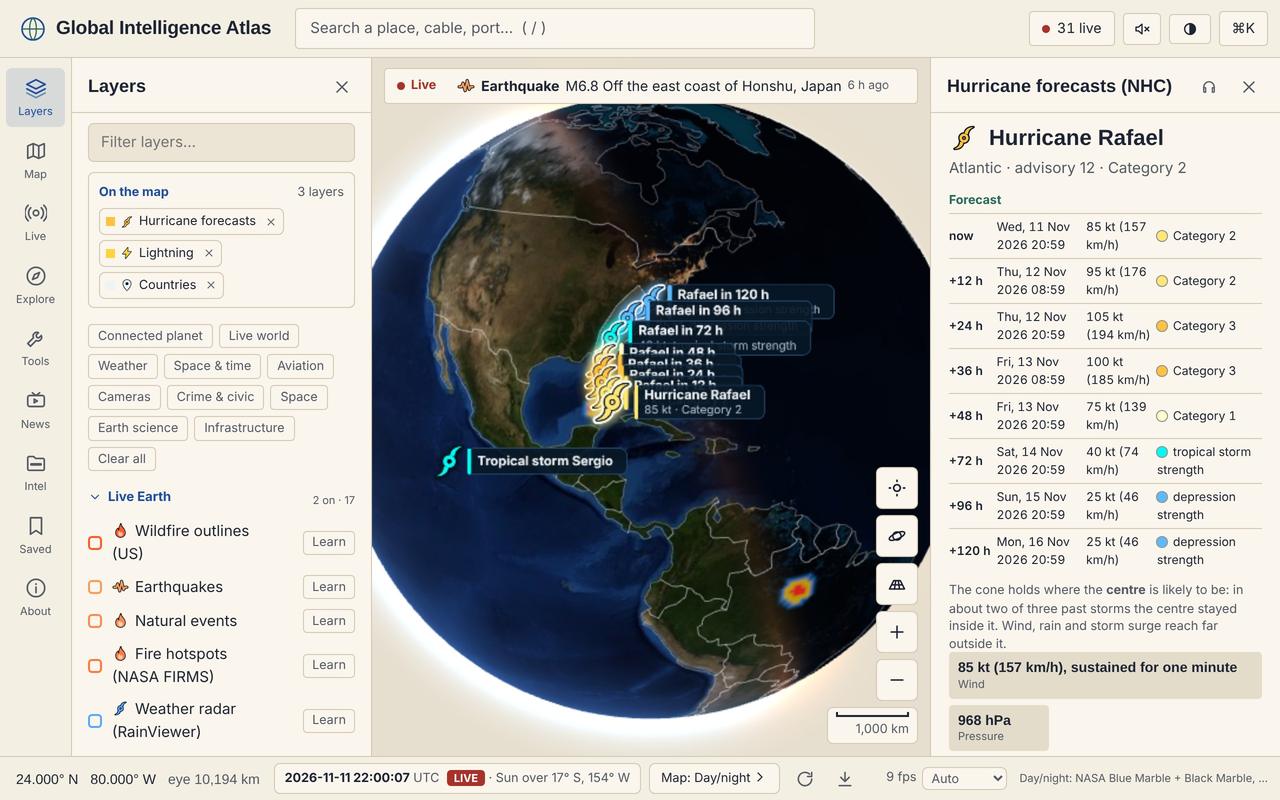 Global Intelligence Atlas
Search a place, cable, port... ( / )
31 live
⌘K
Layers
Map
Live
Explore
Tools
News
Intel
Saved
About
Layers
Filter layers...
On the map
3 layers
Hurricane forecasts ×
Lightning ×
Countries ×
Connected planet
Live world
Weather
Space & time
Aviation
Cameras
Crime & civic
Space
Earth science
Infrastructure
Clear all
Live Earth
2 on · 17
Wildfire outlines
(US)
Learn
Earthquakes
Learn
Natural events
Learn
Fire hotspots
(NASA FIRMS)
Learn
Weather radar
(RainViewer)
Learn
Live
Earthquake M6.8 Off the east coast of Honshu, Japan 6 h ago
Rafael in 120 h
Rafael in 96 h
Rafael in 72 h
Rafael in 48 h
Rafael in 36 h
Rafael in 24 h
Rafael in 12 h
Hurricane Rafael
85 kt · Category 2
Tropical storm Sergio
1,000 km
Hurricane forecasts (NHC)
Hurricane Rafael
Atlantic · advisory 12 · Category 2
Forecast
now Wed, 11 Nov 2026 20:59 85 kt (157 km/h) Category 2
+12 h Thu, 12 Nov 2026 08:59 95 kt (176 km/h) Category 2
+24 h Thu, 12 Nov 2026 20:59 105 kt (194 km/h) Category 3
+36 h Fri, 13 Nov 2026 08:59 100 kt (185 km/h) Category 3
+48 h Fri, 13 Nov 2026 20:59 75 kt (139 km/h) Category 1
+72 h Sat, 14 Nov 2026 20:59 40 kt (74 km/h) tropical storm strength
+96 h Sun, 15 Nov 2026 20:59 25 kt (46 km/h) depression strength
+120 h Mon, 16 Nov 2026 20:59 25 kt (46 km/h) depression strength
The cone holds where the centre is likely to be: in
about two of three past storms the centre stayed
inside it. Wind, rain and storm surge reach far
outside it.
85 kt (157 km/h), sustained for one minute
Wind
968 hPa
Pressure
24.000° N 80.000° W eye 10,194 km
2026-11-11 22:00:07 UTC LIVE · Sun over 17° S, 154° W
Map: Day/night
9 fps
Auto
Day/night: NASA Blue Marble + Black Marble, ...